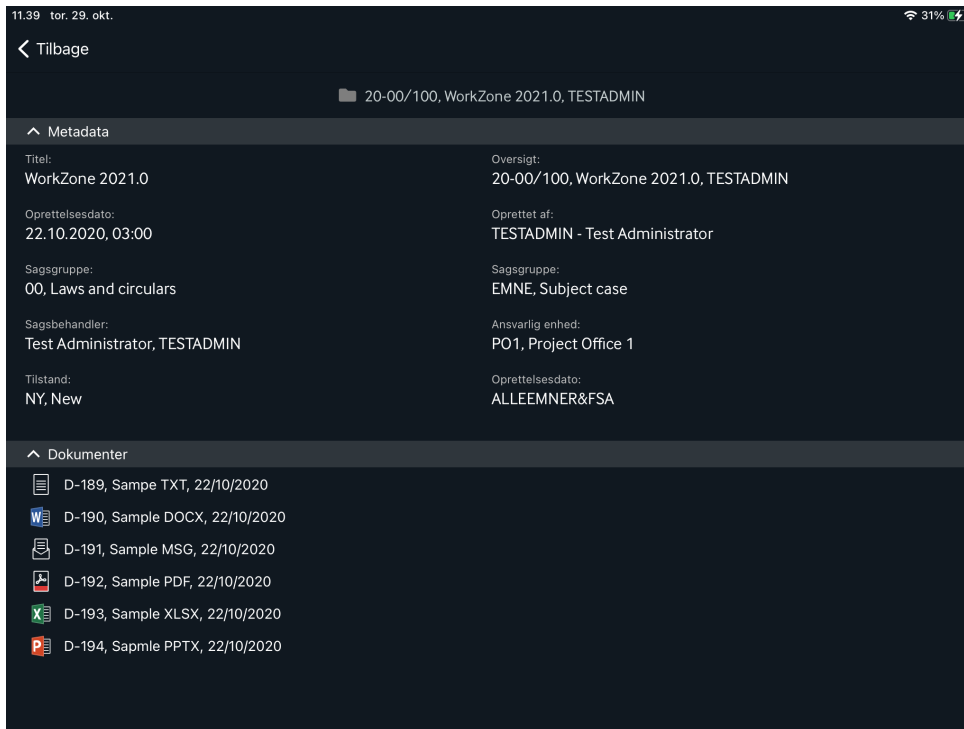 11.39 tor. 29. okt. 31%
Tilbage
20-00/100, WorkZone 2021.0, TESTADMIN
Metadata
Titel:
WorkZone 2021.0
Oversigt:
20-00/100, WorkZone 2021.0, TESTADMIN
Oprettelsesdato:
22.10.2020, 03:00
Oprettet af:
TESTADMIN - Test Administrator
Sagsgruppe:
00, Laws and circulars
Sagsgruppe:
EMNE, Subject case
Sagsbehandler:
Test Administrator, TESTADMIN
Ansvarlig enhed:
PO1, Project Office 1
Tilstand:
NY, New
Oprettelsesdato:
ALLEEMNER&FSA
Dokumenter
D-189, Sampe TXT, 22/10/2020
D-190, Sample DOCX, 22/10/2020
D-191, Sample MSG, 22/10/2020
D-192, Sample PDF, 22/10/2020
D-193, Sample XLSX, 22/10/2020
D-194, Sapmle PPTX, 22/10/2020